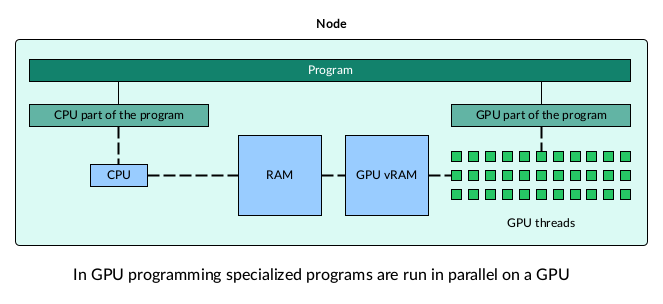 Node
Program
CPU part of the program
GPU part of the program
CPU
RAM
GPU vRAM
GPU threads
In GPU programming specialized programs are run in parallel on a GPU